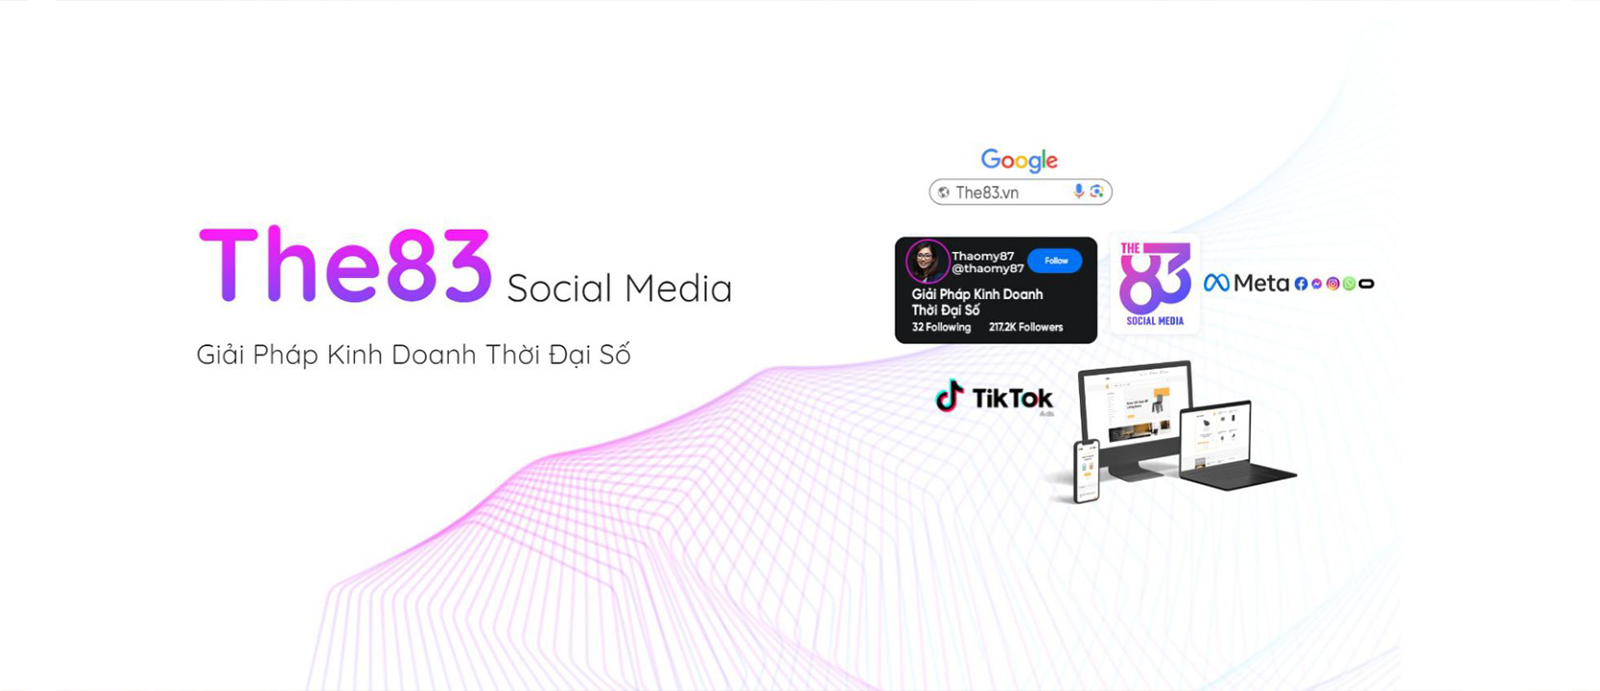 Google
The83.vn
The83 Social Media
Giải Pháp Kinh Doanh Thời Đại Số
Thaomy87
@thaomy87
Follow
Giải Pháp Kinh Doanh
Thời Đại Số
32 Following 217.2K Followers
THE
83
SOCIAL MEDIA
Meta
TikTok
Ads